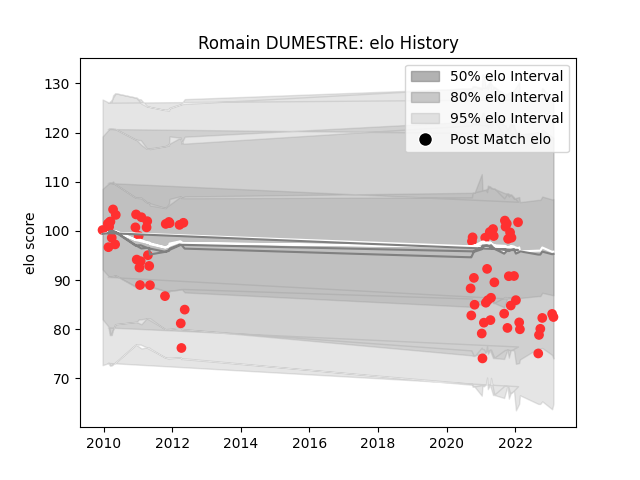 Romain DUMESTRE: elo History
50% elo Interval
80% elo Interval
95% elo Interval
Post Match elo
elo score
130
120
110
100
90
80
70
2010
2012
2014
2016
2018
2020
2022